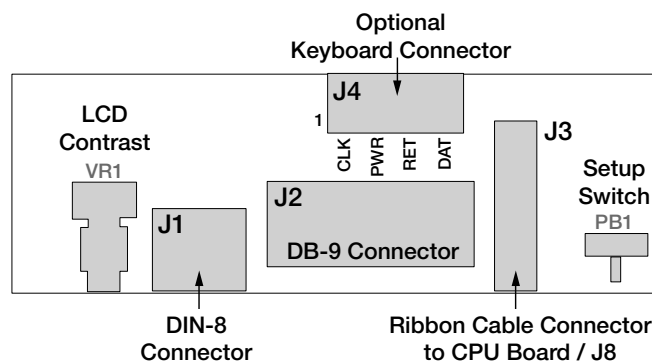 Optional
Keyboard Connector
J4
1
CLK
PWR
RET
DAT
LCD
Contrast
VR1
J3
Setup
Switch
PB1
J2
DB-9 Connector
J1
DIN-8
Connector
Ribbon Cable Connector
to CPU Board / J8